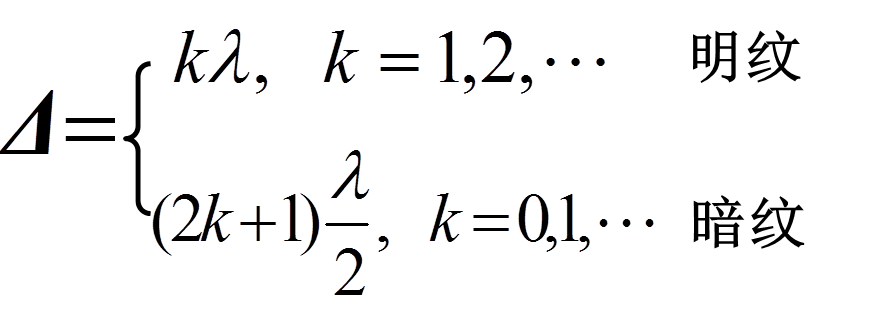 Δ = { kλ, k = 1,2,⋯ 明纹
(2k+1)λ/2, k=0,1,⋯ 暗纹